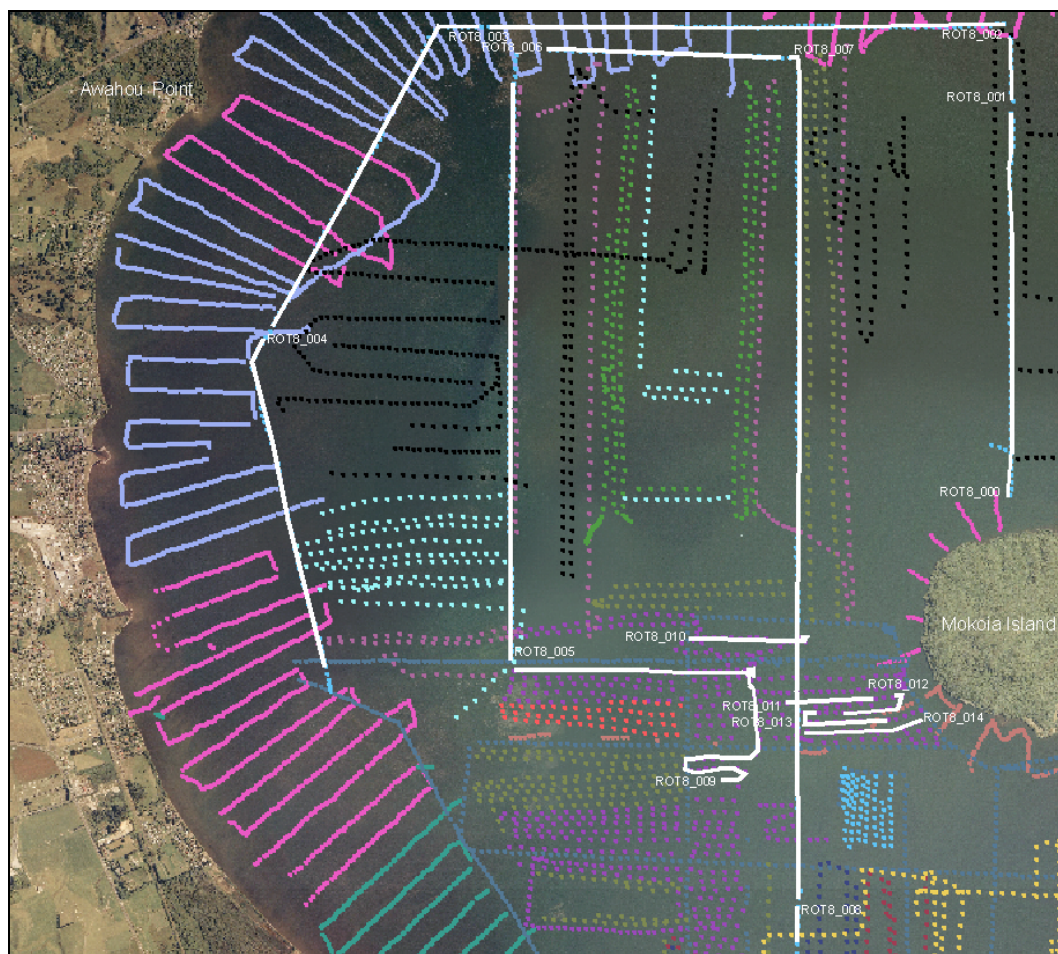 ROT8_003
ROT8_002
ROT8_006
ROT8_007
Awahou Point
ROT8_001
ROT8_004
ROT8_000
Mokoia Island
ROT8_010
ROT8_005
ROT8_012
ROT8_011
ROT8_013
ROT8_014
ROT8_009
ROT8_008